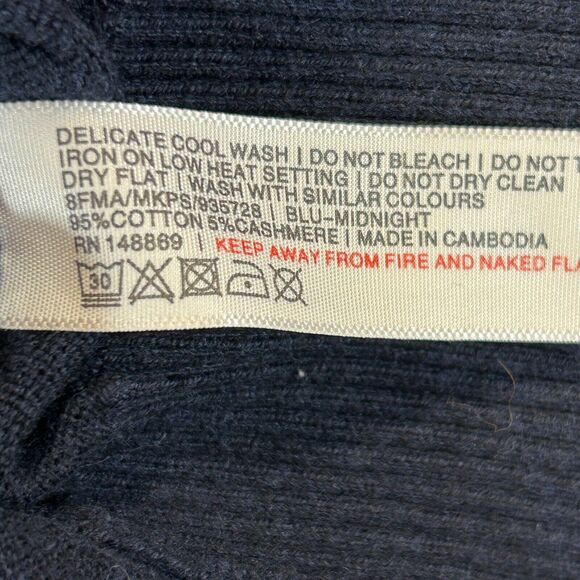 DELICATE COOL WASH | DO NOT BLEACH | DO NOT
IRON ON LOW HEAT SETTING | DO NOT DRY CLEAN
DRY FLAT | WASH WITH SIMILAR COLOURS
8FMA/MKPS/935728 | BLU-MIDNIGHT
95%COTTON 5%CASHMERE | MADE IN CAMBODIA
RN 148869 | KEEP AWAY FROM FIRE AND NAKED FLA
30